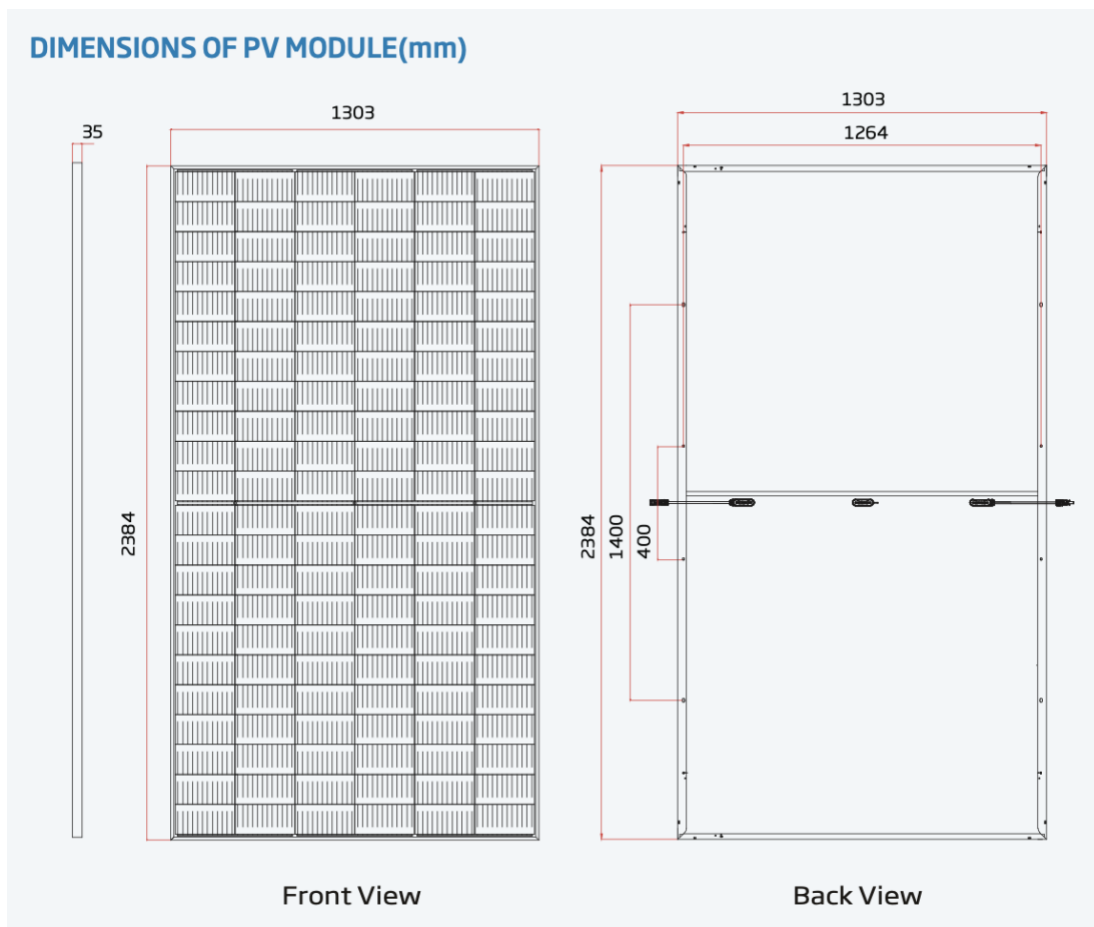 DIMENSIONS OF PV MODULE(mm)
35
1303
2384
Front View
1303
1264
2384
1400
400
Back View